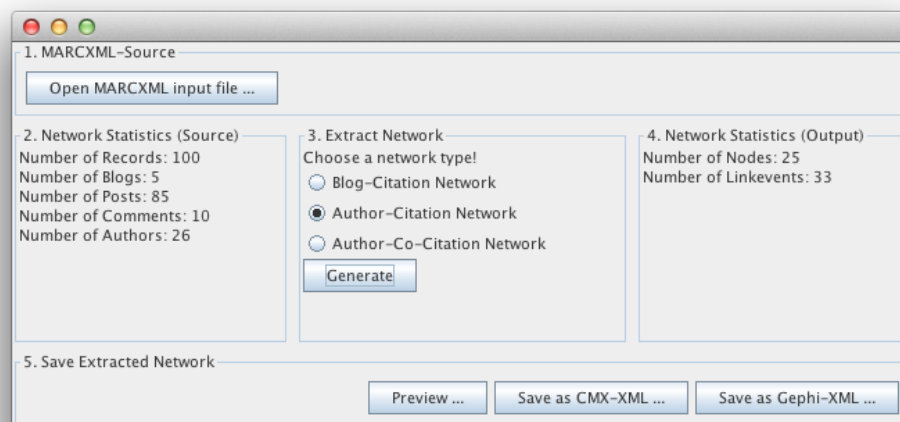 1. MARCXML-Source
Open MARCXML input file ...
2. Network Statistics (Source)
Number of Records: 100
Number of Blogs: 5
Number of Posts: 85
Number of Comments: 10
Number of Authors: 26
3. Extract Network
Choose a network type!
Blog-Citation Network
Author-Citation Network
Author-Co-Citation Network
Generate
4. Network Statistics (Output)
Number of Nodes: 25
Number of Linkevents: 33
5. Save Extracted Network
Preview ...
Save as CMX-XML ...
Save as Gephi-XML ...